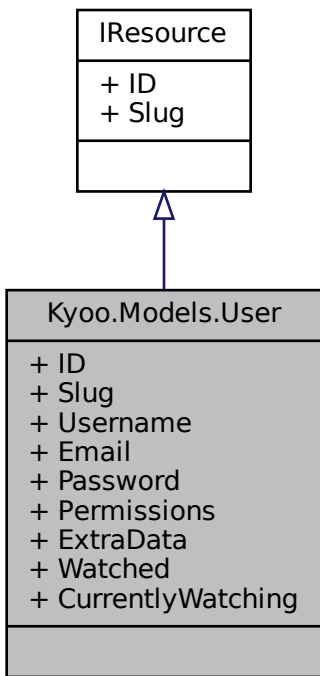 IResource
+ ID
+ Slug
Kyoo.Models.User
+ ID
+ Slug
+ Username
+ Email
+ Password
+ Permissions
+ ExtraData
+ Watched
+ CurrentlyWatching